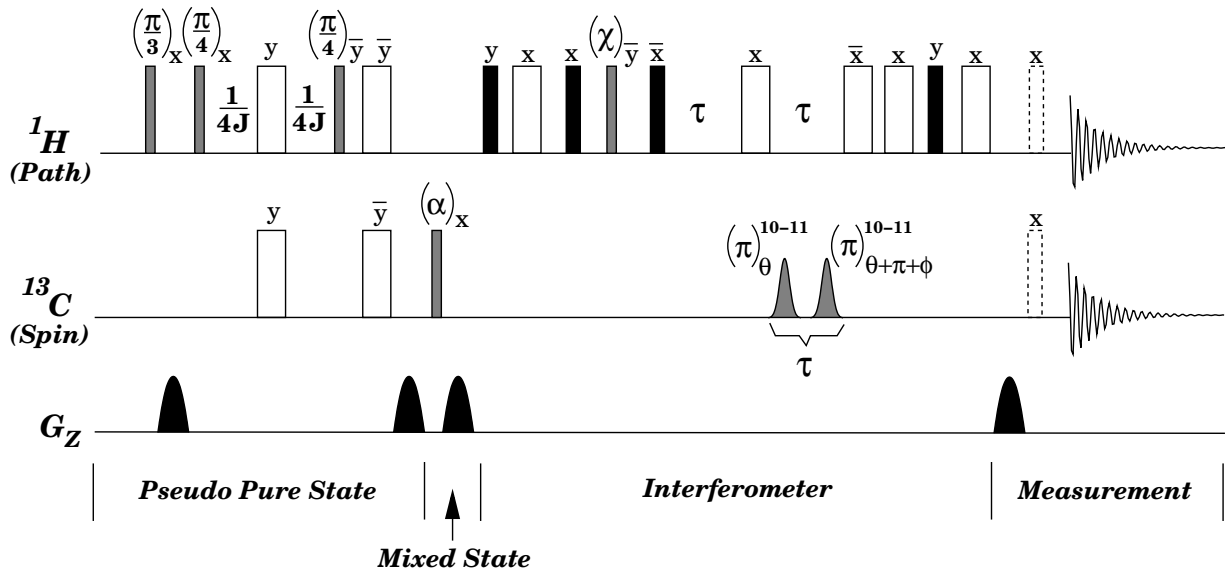 (π/3)x (π/4)x y (π/4)y̅ y̅ y x x (χ)y̅ x̅ x x̅ x y x x
1/4J 1/4J τ τ
¹H
(Path)
y y̅ (α)x (π)θ^10–11 (π)θ+π+φ^10–11 x
¹³C
(Spin)
τ
G_Z
Pseudo Pure State Interferometer Measurement
Mixed State